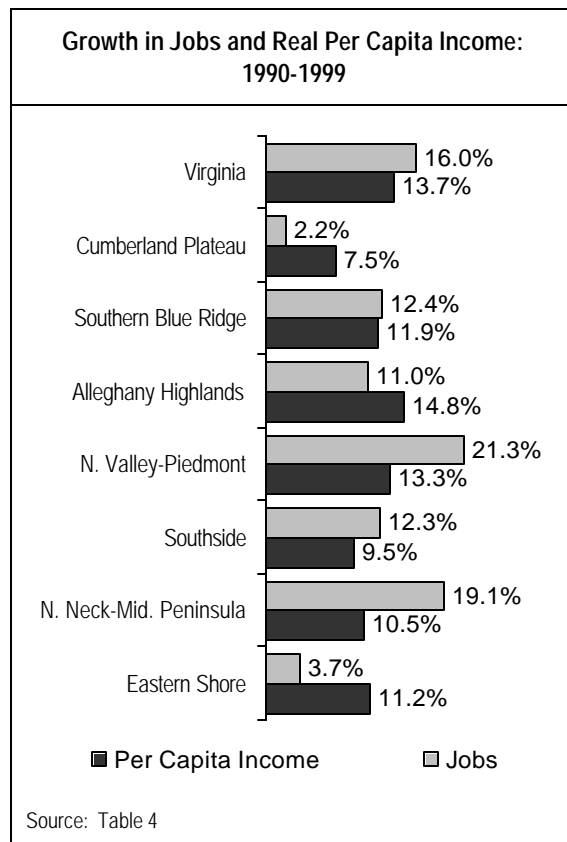 Growth in Jobs and Real Per Capita Income:
1990-1999
Virginia
16.0%
13.7%
Cumberland Plateau
2.2%
7.5%
Southern Blue Ridge
12.4%
11.9%
Alleghany Highlands
11.0%
14.8%
N. Valley-Piedmont
21.3%
13.3%
Southside
12.3%
9.5%
N. Neck-Mid. Peninsula
19.1%
10.5%
Eastern Shore
3.7%
11.2%
Per Capita Income Jobs
Source: Table 4